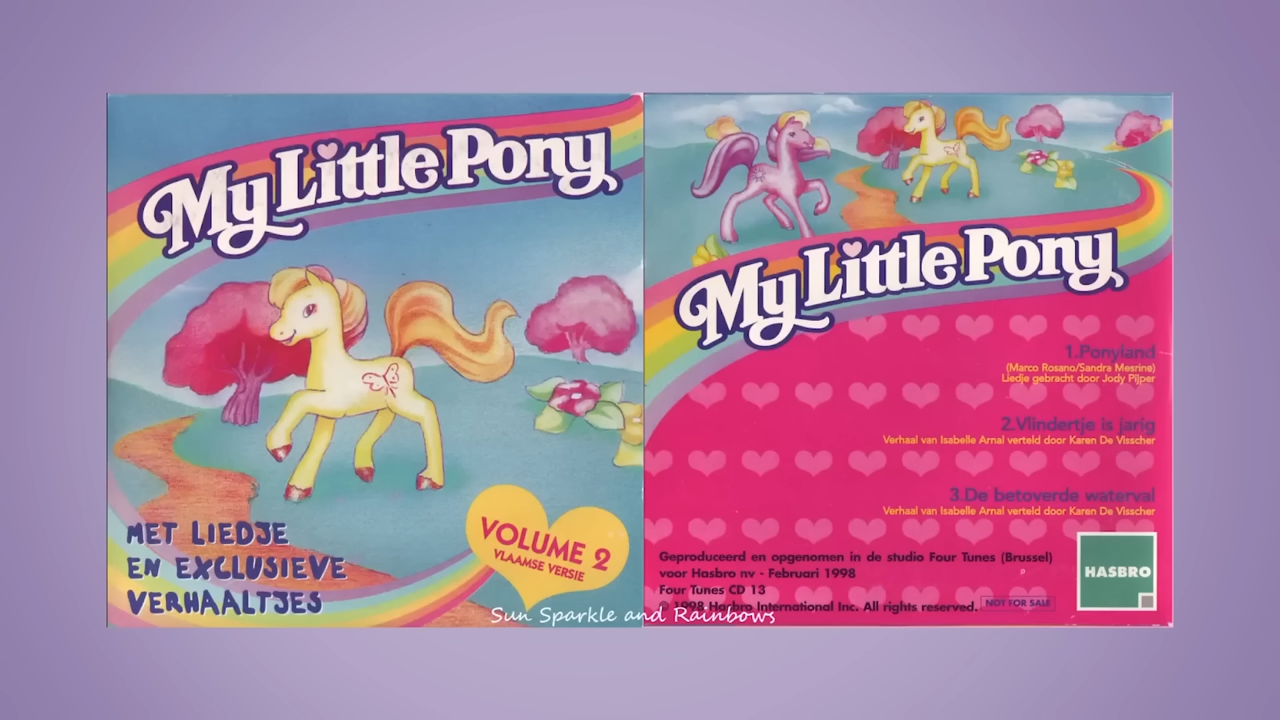 My Little Pony
MET LIEDJE
EN EXCLUSIEVE
VERHAALTJES
VOLUME 2
VLAAMSE VERSIE
My Little Pony
1.Ponyland
(Marco Rosano/Sandra Mesrine)
Liedje gebracht door Jody Pijper
2.Vlindertje is jarig
Verhaal van Isabelle Arnal verteld door Karen De Visscher
3.De betoverde waterval
Verhaal van Isabelle Arnal verteld door Karen De Visscher
Geproduceerd en opgenomen in de studio Four Tunes (Brussel)
voor Hasbro nv - Februari 1998
Four Tunes CD 13
© 1998 Hasbro International Inc. All rights reserved.
NOT FOR SALE
HASBRO
Sun Sparkle and Rainbows